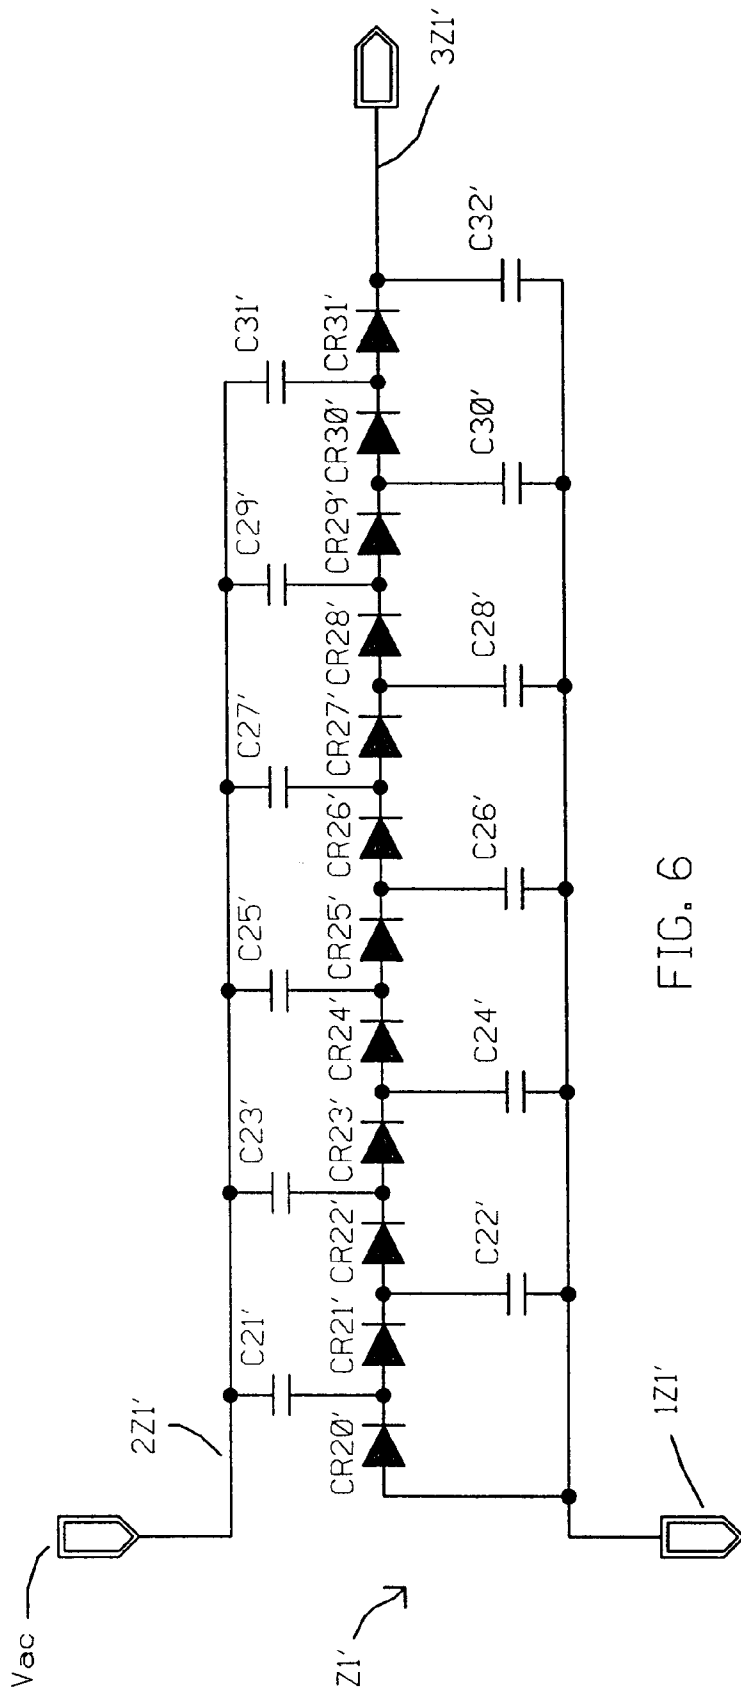 Vac
2Z1′
C21′
C23′
C25′
C27′
C29′
C31′
Z1′
CR20′
CR21′
CR22′
CR23′
CR24′
CR25′
CR26′
CR27′
CR28′
CR29′
CR30′
CR31′
3Z1′
C22′
C24′
C26′
C28′
C30′
C32′
1Z1′
FIG. 6